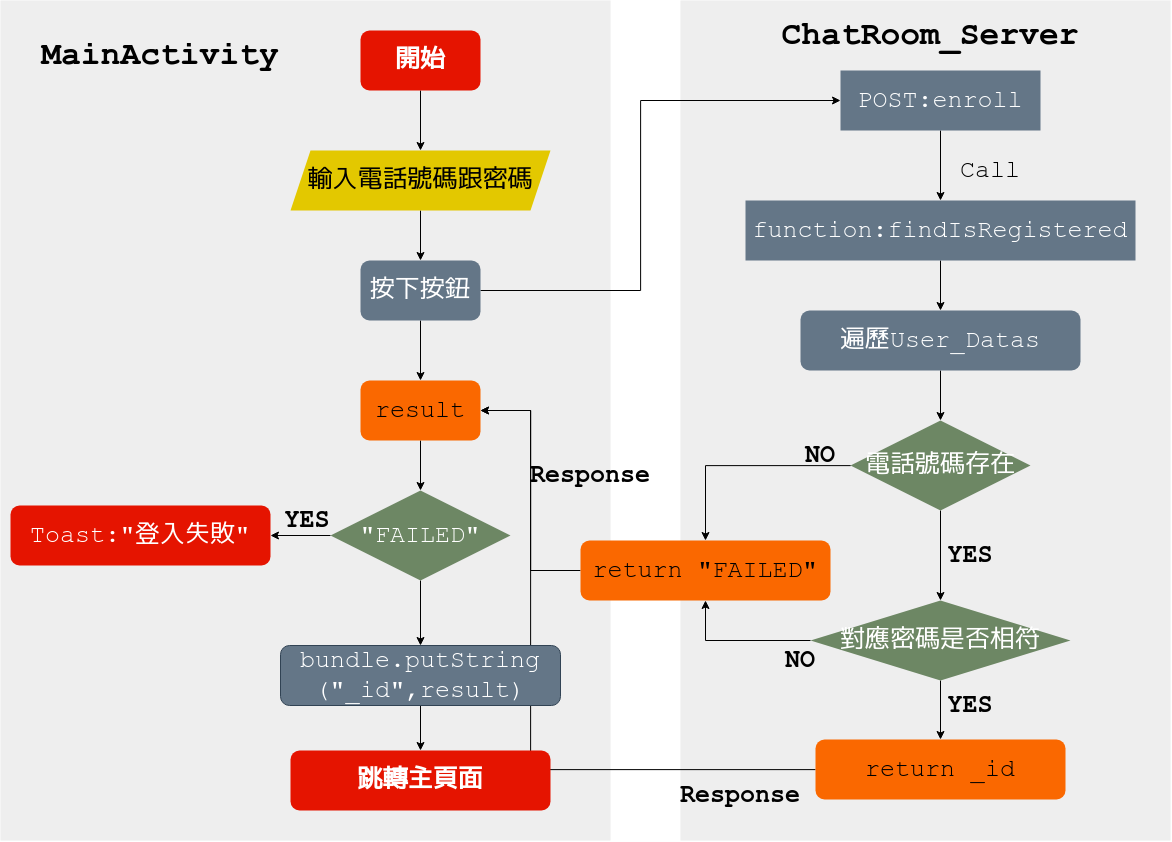 MainActivity
開始
輸入電話號碼跟密碼
按下按鈕
result
Response
"FAILED"
YES
Toast:"登入失敗"
bundle.putString
("_id",result)
跳轉主頁面
ChatRoom_Server
POST:enroll
Call
function:findIsRegistered
遍歷User_Datas
電話號碼存在
NO
return "FAILED"
YES
對應密碼是否相符
NO
YES
return _id
Response